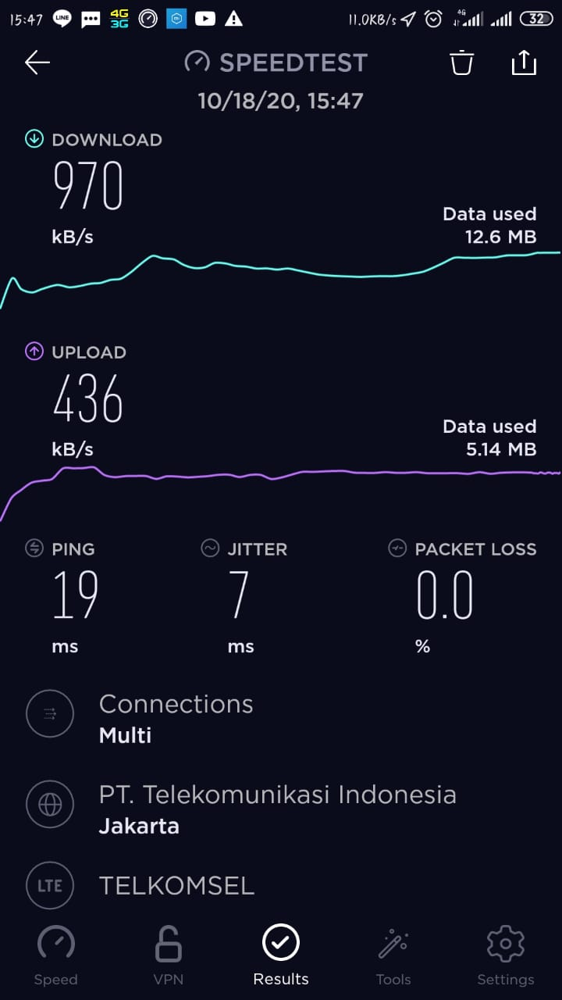 15:47 LINE 4G 3G 11.0KB/s 4G 32
SPEEDTEST
10/18/20, 15:47
DOWNLOAD
970
kB/s
Data used
12.6 MB
UPLOAD
436
kB/s
Data used
5.14 MB
PING JITTER PACKET LOSS
19 7 0.0
ms ms %
Connections
Multi
PT. Telekomunikasi Indonesia
Jakarta
LTE TELKOMSEL
Speed VPN Results Tools Settings